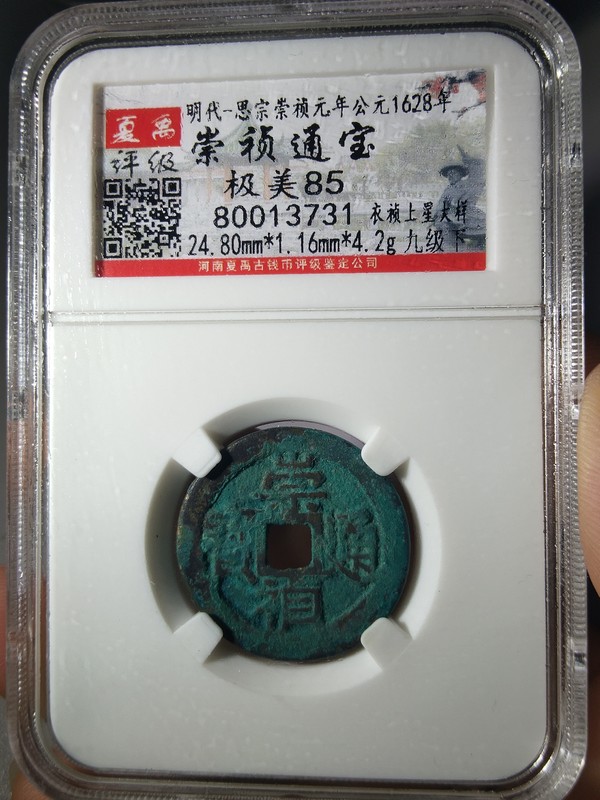 明代-思宗崇祯元年公元1628年
夏禹
评级
崇祯通宝
极美85
80013731 衣祯上星大样
24.80mm*1.16mm*4.2g 九级下
河南夏禹古钱币评级鉴定公司
崇
寳 通
禎